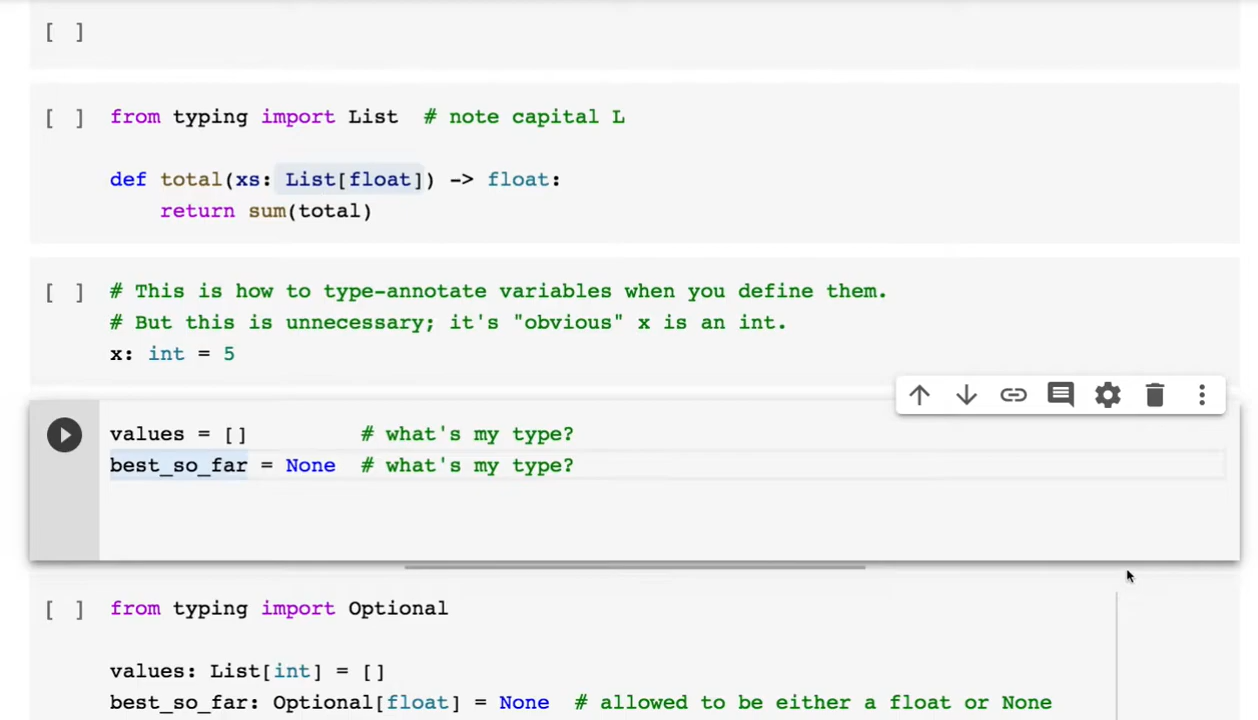 [ ]
[ ] from typing import List  # note capital L
def total(xs: List[float]) -> float:
    return sum(total)
[ ] # This is how to type-annotate variables when you define them.
# But this is unnecessary; it's "obvious" x is an int.
x: int = 5
values = []         # what's my type?
best_so_far = None  # what's my type?
[ ] from typing import Optional
values: List[int] = []
best_so_far: Optional[float] = None  # allowed to be either a float or None